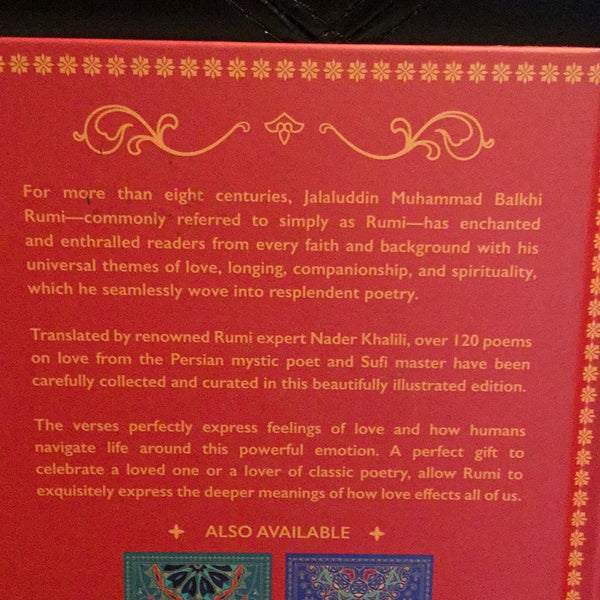 For more than eight centuries, Jalaluddin Muhammad Balkhi
Rumi—commonly referred to simply as Rumi—has enchanted
and enthralled readers from every faith and background with his
universal themes of love, longing, companionship, and spirituality,
which he seamlessly wove into resplendent poetry.
Translated by renowned Rumi expert Nader Khalili, over 120 poems
on love from the Persian mystic poet and Sufi master have been
carefully collected and curated in this beautifully illustrated edition.
The verses perfectly express feelings of love and how humans
navigate life around this powerful emotion. A perfect gift to
celebrate a loved one or a lover of classic poetry, allow Rumi to
exquisitely express the deeper meanings of how love effects all of us.
ALSO AVAILABLE